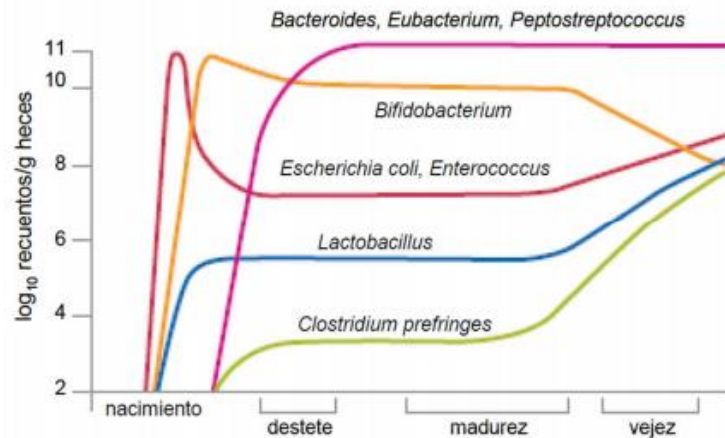 Bacteroides, Eubacterium, Peptostreptococcus
11
10
8
6
4
2
log₁₀ recuentos/g heces
Bifidobacterium
Escherichia coli, Enterococcus
Lactobacillus
Clostridium prefringes
nacimiento
destete
madurez
vejez